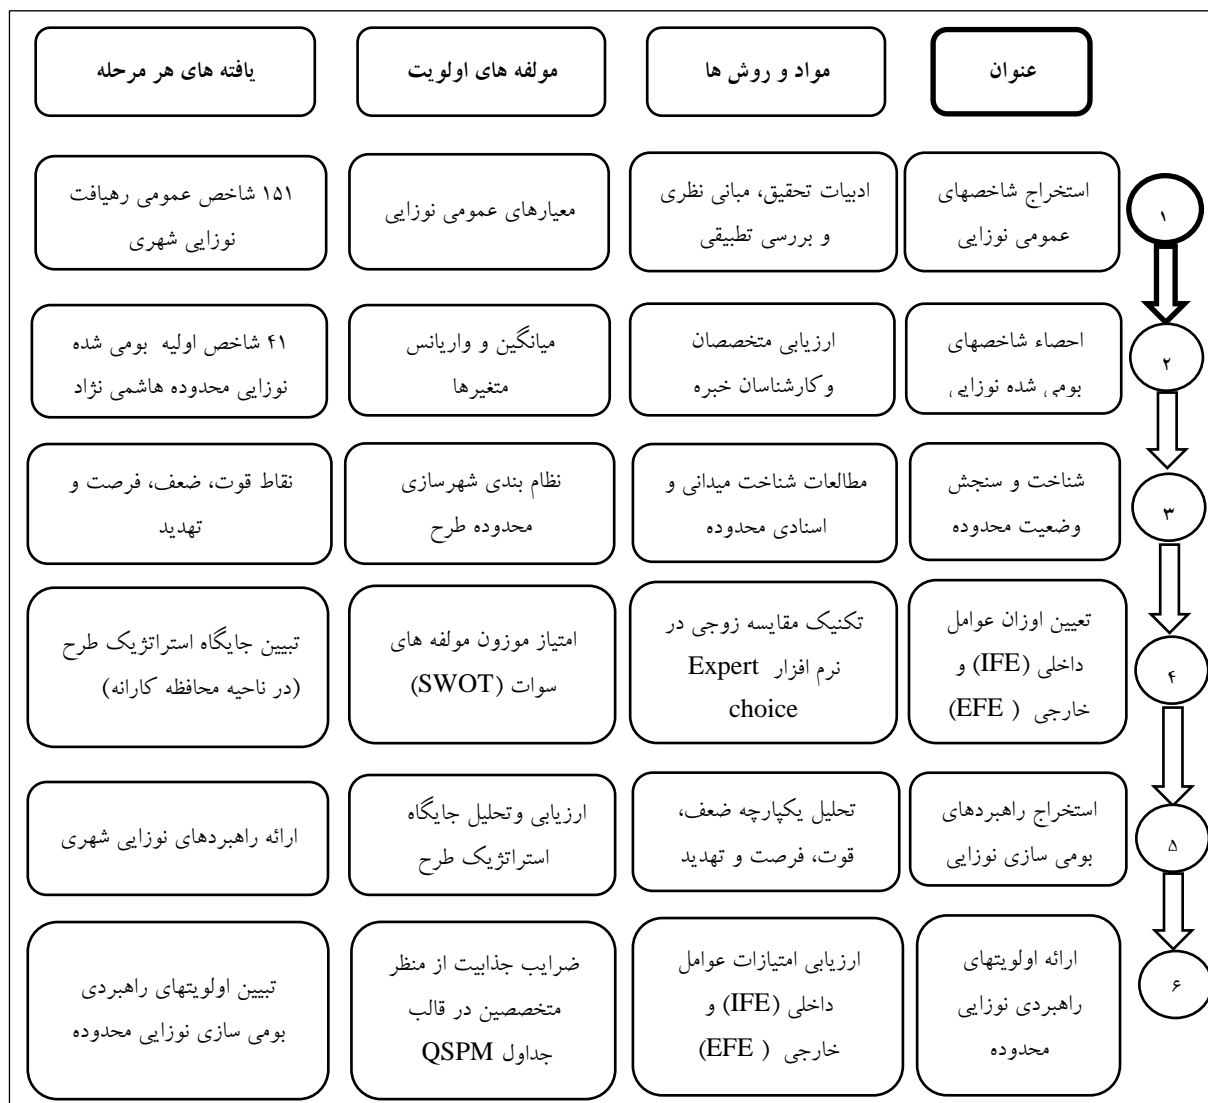 عنوان
مواد و روش ها
مولفه های اولویت
یافته های هر مرحله
۱
استخراج شاخصهای
عمومی نوزایی
ادبیات تحقیق، مبانی نظری
و بررسی تطبیقی
معیارهای عمومی نوزایی
۱۵۱ شاخص عمومی رهیافت
نوزایی شهری
۲
احصاء شاخصهای
بومی شده نوزایی
ارزیابی متخصصان
وکارشناسان خبره
میانگین و واریانس
متغیرها
۴۱ شاخص اولیه بومی شده
نوزایی محدوده هاشمی نژاد
۳
شناخت و سنجش
وضعیت محدوده
مطالعات شناخت میدانی و
اسنادی محدوده
نظام بندی شهرسازی
محدوده طرح
نقاط قوت، ضعف، فرصت و
تهدید
۴
تعیین اوزان عوامل
داخلی (IFE) و
خارجی ( EFE)
تکنیک مقایسه زوجی در
نرم افزار Expert
choice
امتیاز موزون مولفه های
سوات (SWOT)
تبیین جایگاه استراتژیک طرح
(در ناحیه محافظه کارانه)
۵
استخراج راهبردهای
بومی سازی نوزایی
تحلیل یکپارچه ضعف،
قوت، فرصت و تهدید
ارزیابی وتحلیل جایگاه
استراتژیک طرح
ارائه راهبردهای نوزایی شهری
۶
ارائه اولویتهای
راهبردی نوزایی
محدوده
ارزیابی امتیازات عوامل
داخلی (IFE) و
خارجی ( EFE)
ضرایب جذابیت از منظر
متخصصین در قالب
جداول QSPM
تبیین اولویتهای راهبردی
بومی سازی نوزایی محدوده